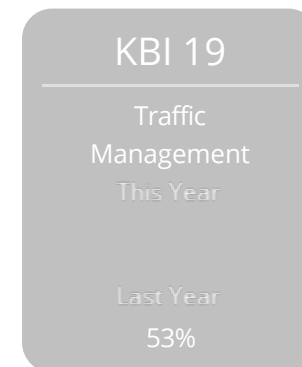 KBI 19
Traffic
Management
This Year
Last Year
53%